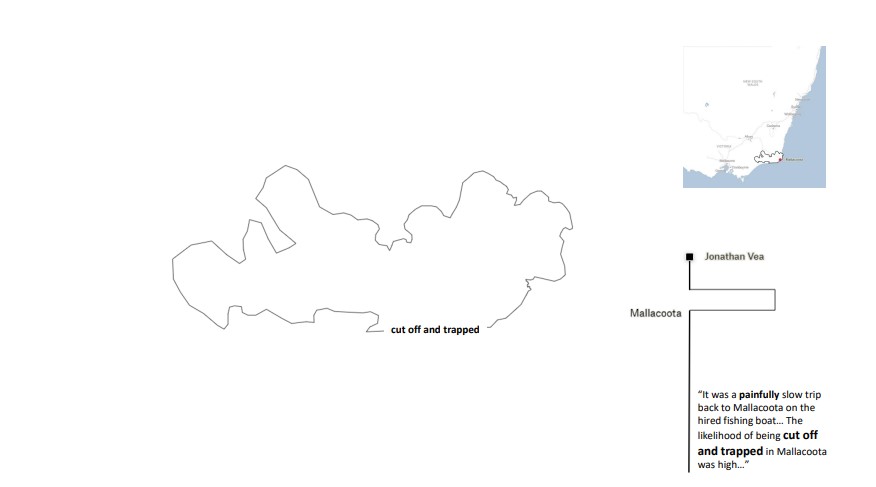 NEW SOUTH
WALES
Mallacoota
Melbourne
cut off and trapped
Jonathan Vea
Mallacoota
“It was a painfully slow trip
back to Mallacoota on the
hired fishing boat... The
likelihood of being cut off
and trapped in Mallacoota
was high...”